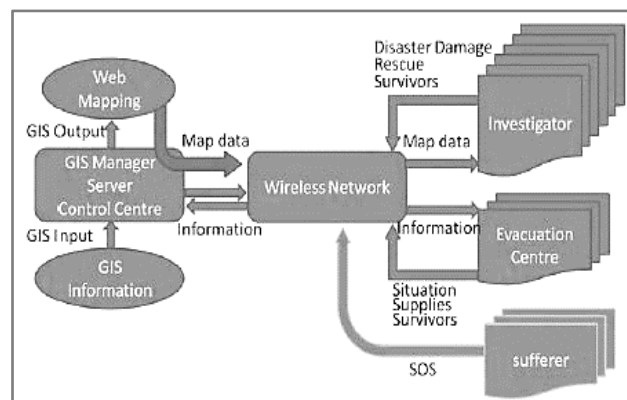 Web
Mapping
GIS Output
Map data
GIS Manager
Server
Control Centre
Information
GIS Input
GIS
Information
Wireless Network
Disaster Damage
Rescue
Survivors
Map data
Investigator
Information
Evacuation
Centre
Situation
Supplies
Survivors
SOS
sufferer